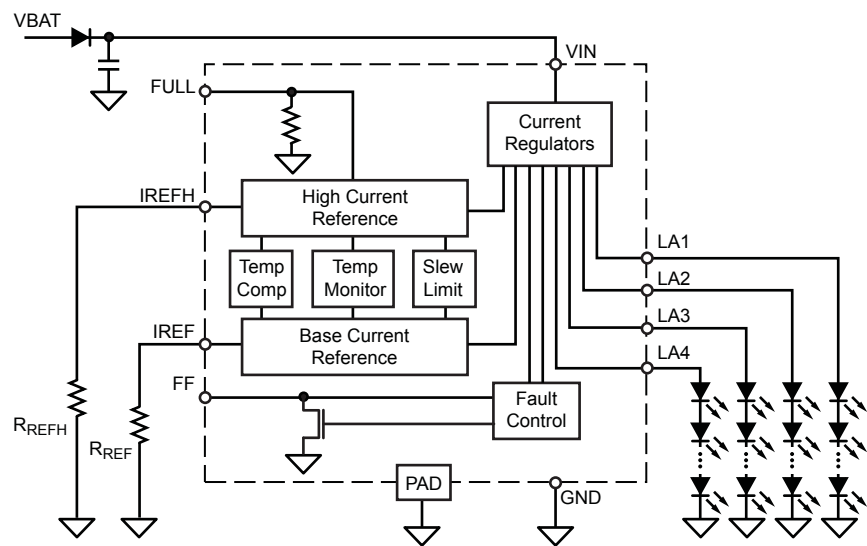 VBAT
VIN
FULL
Current
Regulators
IREFH
High Current
Reference
LA1
Temp
Comp
Temp
Monitor
Slew
Limit
LA2
IREF
Base Current
Reference
LA3
LA4
FF
Fault
Control
RREFH
RREF
PAD
GND